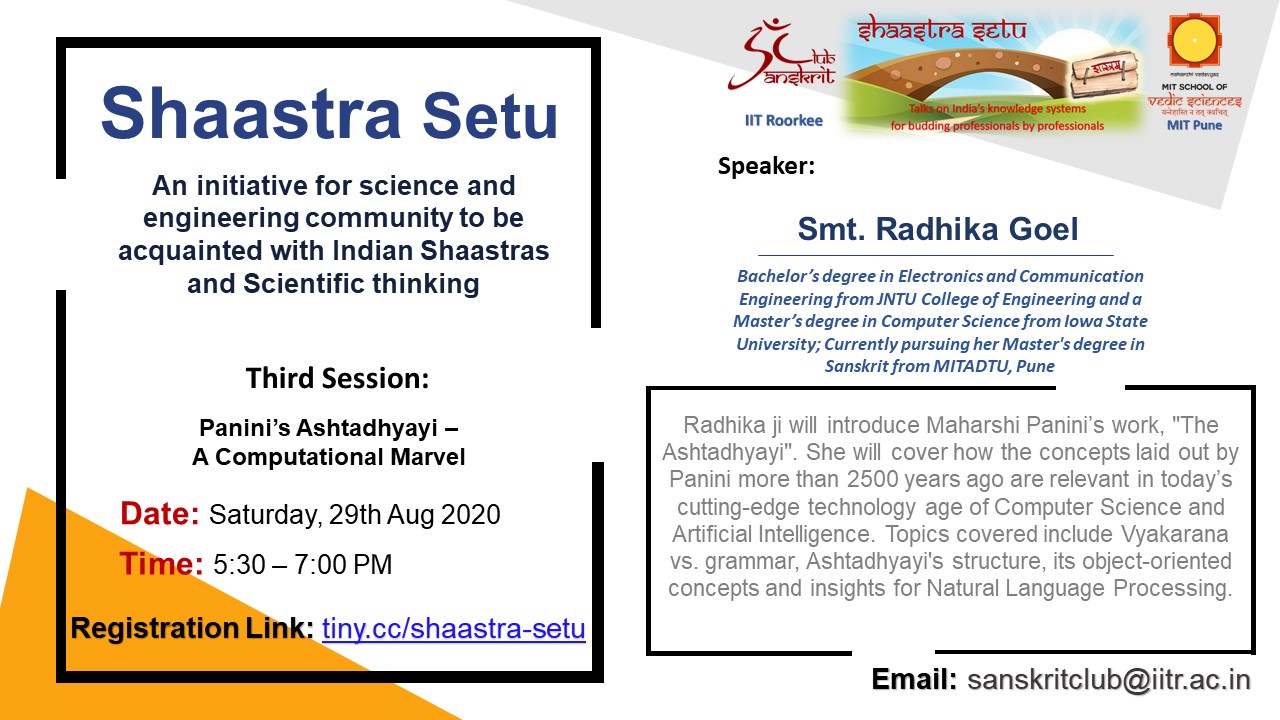 Shaastra Setu
An initiative for science and
engineering community to be
acquainted with Indian Shaastras
and Scientific thinking
Third Session:
Panini’s Ashtadhyayi –
A Computational Marvel
Date: Saturday, 29th Aug 2020
Time: 5:30 – 7:00 PM
Registration Link: tiny.cc/shaastra-setu
SClub
Sanskrit
IIT Roorkee
shaastra setu
शास्त्रम्
Talks on India’s knowledge systems
for budding professionals by professionals
maharshi vedavyas
MIT SCHOOL OF
vedic sciences
यन्नेहास्ति न तत् क्वचित्
MIT Pune
Speaker:
Smt. Radhika Goel
Bachelor’s degree in Electronics and Communication
Engineering from JNTU College of Engineering and a
Master’s degree in Computer Science from Iowa State
University; Currently pursuing her Master's degree in
Sanskrit from MITADTU, Pune
Radhika ji will introduce Maharshi Panini’s work, "The
Ashtadhyayi". She will cover how the concepts laid out by
Panini more than 2500 years ago are relevant in today’s
cutting-edge technology age of Computer Science and
Artificial Intelligence. Topics covered include Vyakarana
vs. grammar, Ashtadhyayi's structure, its object-oriented
concepts and insights for Natural Language Processing.
Email: sanskritclub@iitr.ac.in